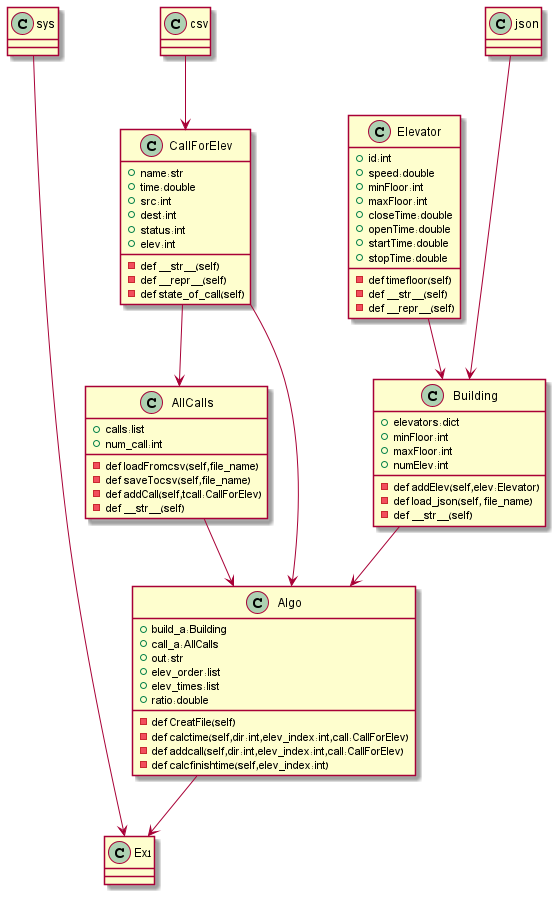 C sys
C csv
C json
C CallForElev
name:str
time:double
src:int
dest:int
status:int
elev:int
def __str__(self)
def __repr__(self)
def state_of_call(self)
C Elevator
id:int
speed:double
minFloor:int
maxFloor:int
closeTime:double
openTime:double
startTime:double
stopTime:double
def timefloor(self)
def __str__(self)
def __repr__(self)
C AllCalls
calls:list
num_call:int
def loadFromcsv(self,file_name)
def saveTocsv(self,file_name)
def addCall(self,tcall:CallForElev)
def __str__(self)
C Building
elevators:dict
minFloor:int
maxFloor:int
numElev:int
def addElev(self,elev:Elevator)
def load_json(self, file_name)
def __str__(self)
C Algo
build_a:Building
call_a:AllCalls
out:str
elev_order:list
elev_times:list
ratio:double
def CreatFile(self)
def calctime(self,dir:int,elev_index:int,call:CallForElev)
def addcall(self,dir:int,elev_index:int,call:CallForElev)
def calcfinishtime(self,elev_index:int)
C Ex1